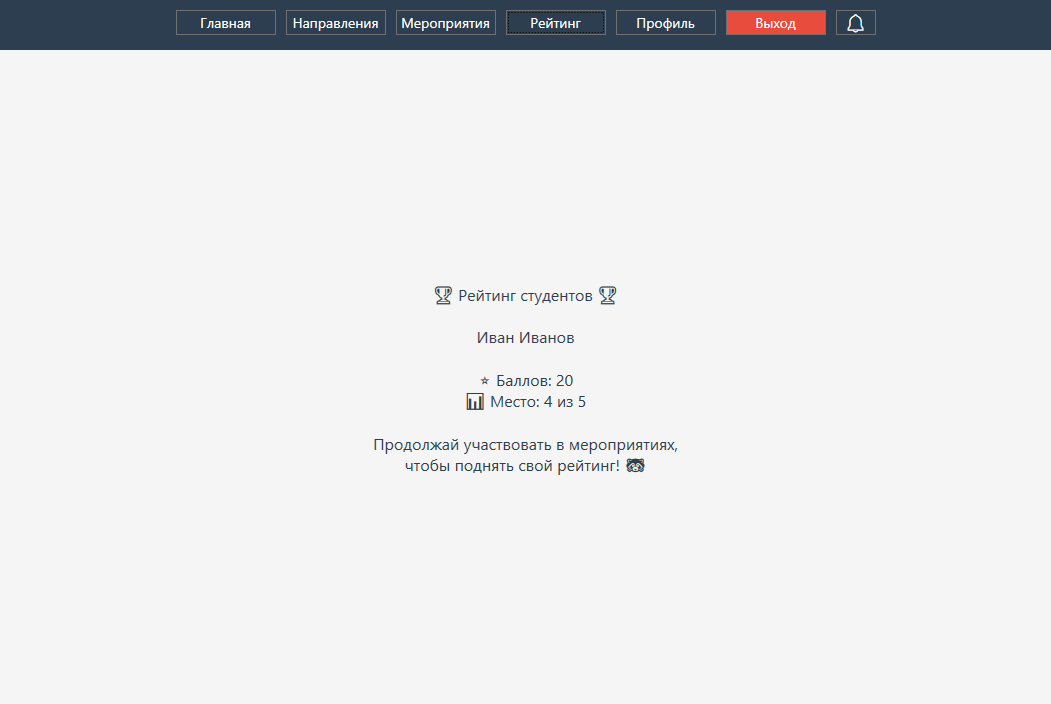 Главная Направления Мероприятия Рейтинг Профиль Выход
🏆 Рейтинг студентов 🏆
Иван Иванов
⭐ Баллов: 20
📊 Место: 4 из 5
Продолжай участвовать в мероприятиях,
чтобы поднять свой рейтинг!